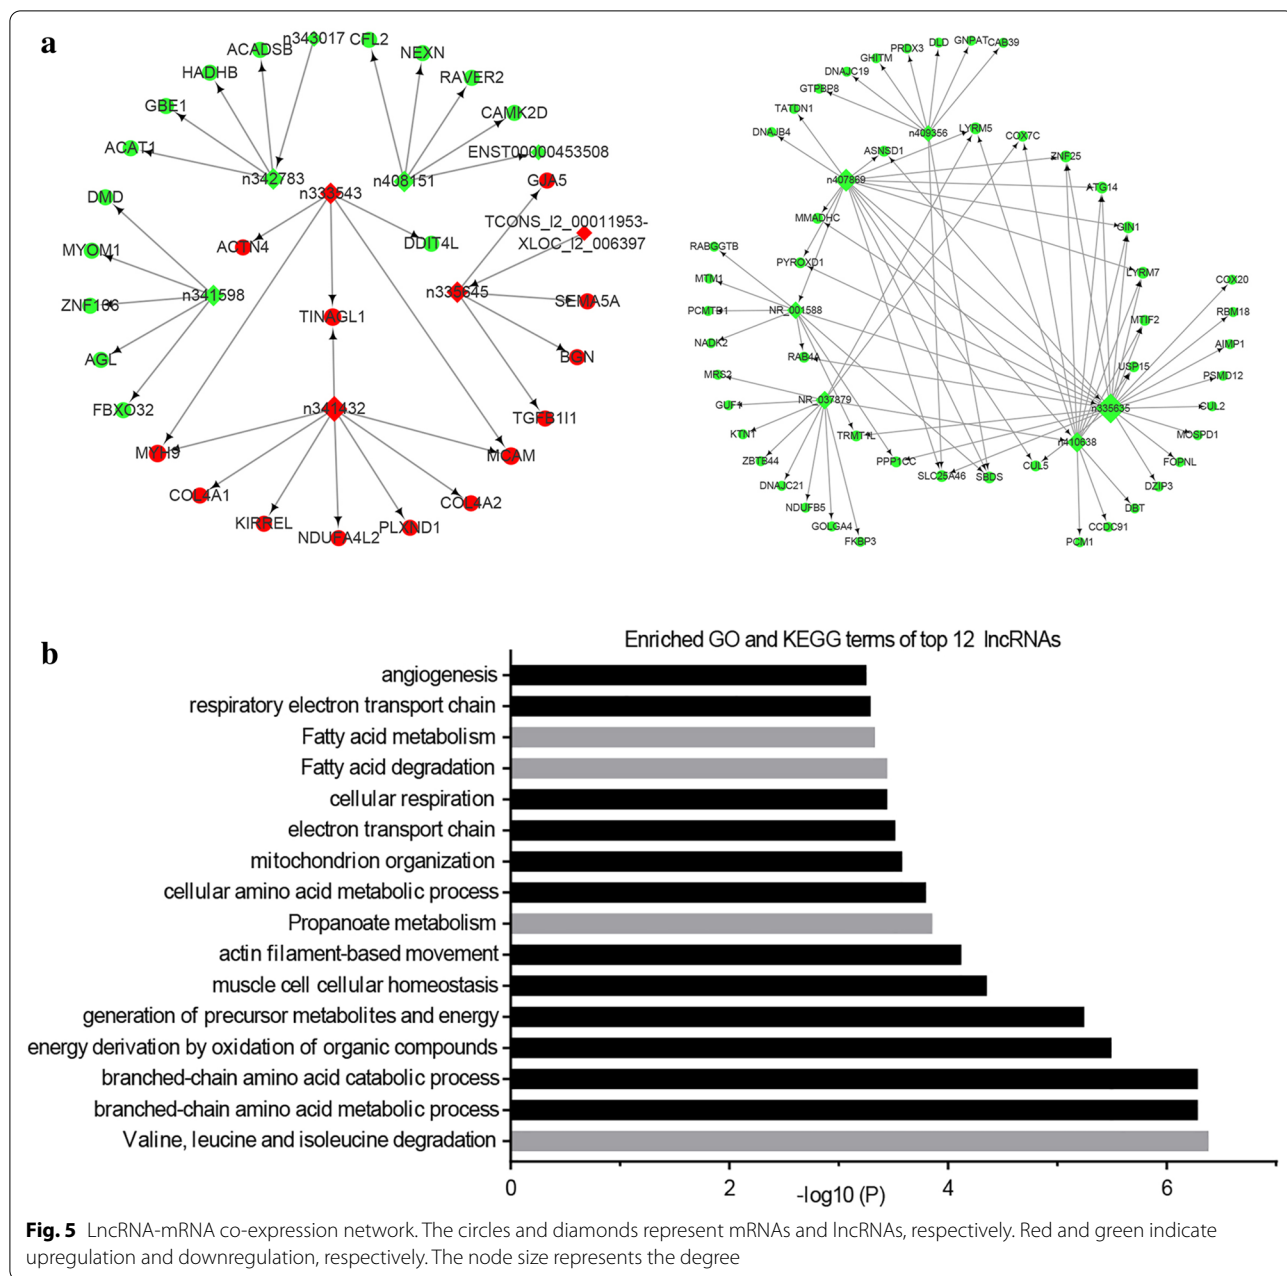 a
n343017
CFL2
ACADSB
NEXN
HADHB
RAVER2
GBE1
CAMK2D
ACAT1
ENST00000453508
n342783
n408151
GJA5
n333543
DMD
TCONS_I2_00011953-
XLOC_I2_006397
ACTN4
DDIT4L
MYOM1
n341598
n335645
SEMA5A
ZNF106
TINAGL1
AGL
BGN
FBXO32
n341432
TGFB1I1
MYH9
MCAM
COL4A1
COL4A2
KIRREL
PLXND1
NDUFA4L2
DLD
GNPAT
CAB39
PRDX3
GHITM
DNAJC19
GTPBP8
TATDN1
DNAJB4
n409356
LYRM5
COX7C
ASNSD1
ZNF25
n407869
ATG14
MMADHC
GIN1
RABGGTB
PYROXD1
LYRM7
MTM1
COX20
PCMTD1
NR_001588
RBM18
MTIF2
NADK2
RAB4A
AIMP1
USP15
MRS2
PSMD12
GUF1
NR_037879
n335635
CUL2
KTN1
TRMT1L
n410638
MOSPD1
ZBTB44
PPP1CC
CUL5
FOPNL
SLC25A46
SBDS
DNAJC21
DZIP3
NDUFB5
DBT
GOLGA4
CCDC91
FKBP3
PCM1
b
Enriched GO and KEGG terms of top 12 lncRNAs
angiogenesis
respiratory electron transport chain
Fatty acid metabolism
Fatty acid degradation
cellular respiration
electron transport chain
mitochondrion organization
cellular amino acid metabolic process
Propanoate metabolism
actin filament-based movement
muscle cell cellular homeostasis
generation of precursor metabolites and energy
energy derivation by oxidation of organic compounds
branched-chain amino acid catabolic process
branched-chain amino acid metabolic process
Valine, leucine and isoleucine degradation
0 2 4 6
-log10 (P)
Fig. 5 LncRNA-mRNA co-expression network. The circles and diamonds represent mRNAs and lncRNAs, respectively. Red and green indicate
upregulation and downregulation, respectively. The node size represents the degree